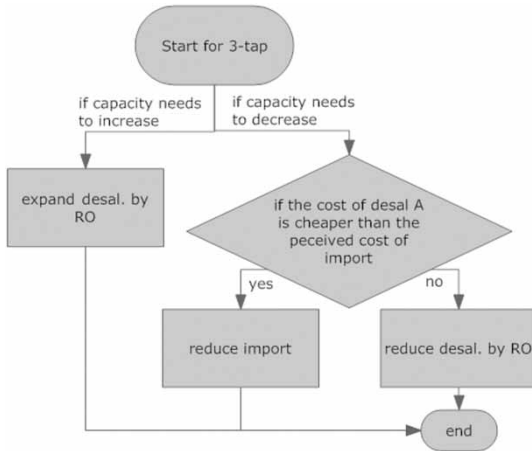 Start for 3-tap
if capacity needs
to increase
if capacity needs
to decrease
expand desal. by
RO
if the cost of desal A
is cheaper than the
peceived cost of
import
yes
no
reduce import
reduce desal. by RO
end